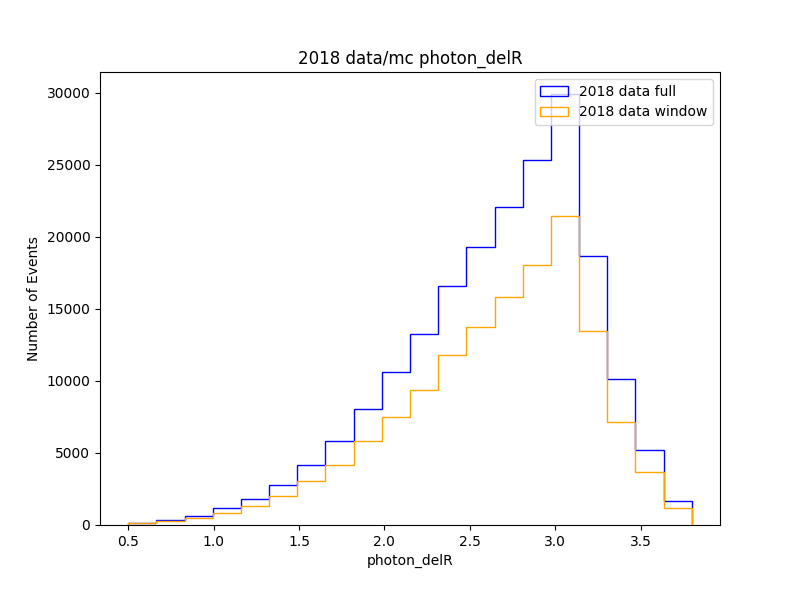 2018 data/mc photon_delR
2018 data full
2018 data window
Number of Events
30000
25000
20000
15000
10000
5000
0
0.5 1.0 1.5 2.0 2.5 3.0 3.5
photon_delR